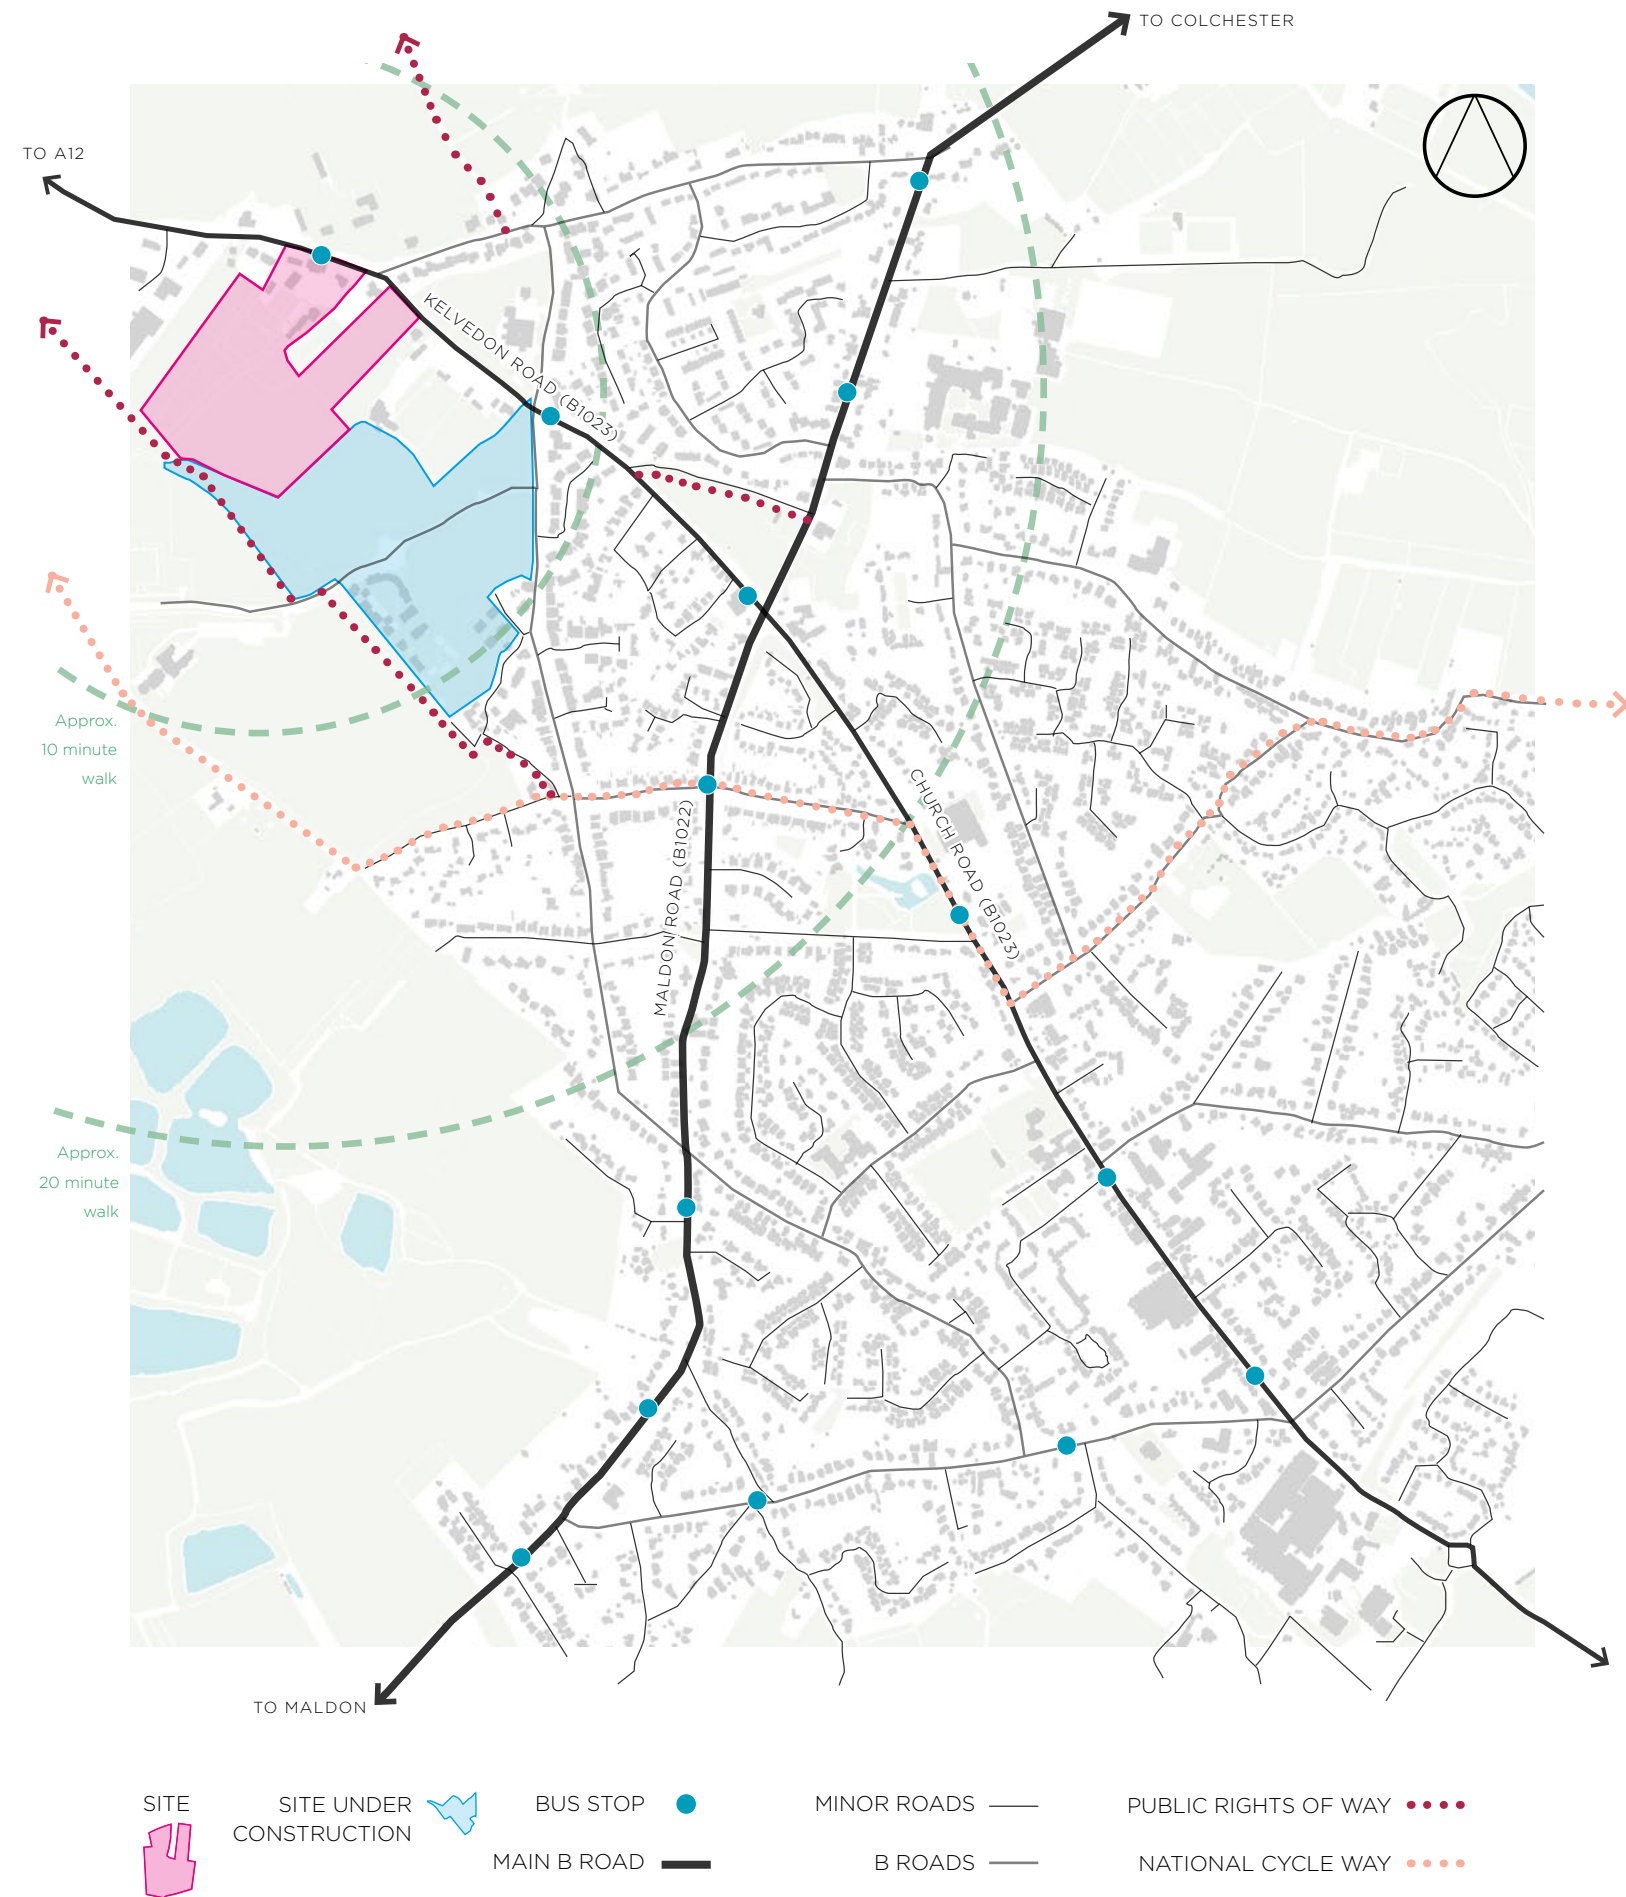 TO COLCHESTER
TO A12
KELVEDON ROAD (B1023)
Approx.
10 minute
walk
CHURCH ROAD (B1023)
MALDON ROAD (B1022)
Approx.
20 minute
walk
TO MALDON
SITE
SITE UNDER
CONSTRUCTION
BUS STOP
MAIN B ROAD
MINOR ROADS
B ROADS
PUBLIC RIGHTS OF WAY
NATIONAL CYCLE WAY